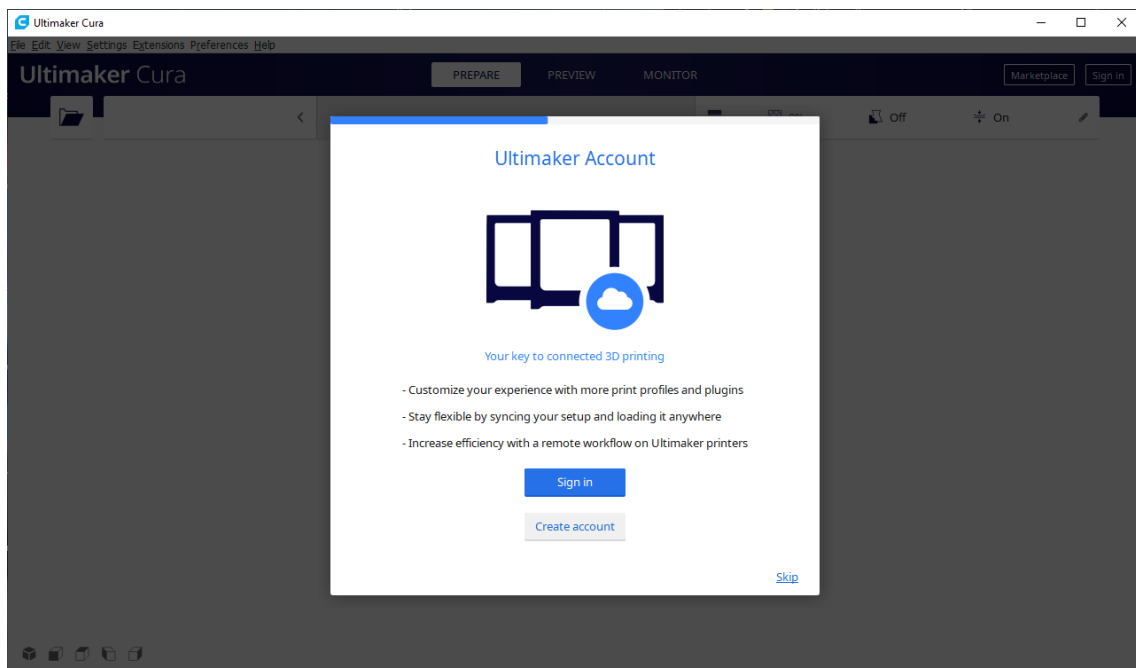 Ultimaker Cura
File Edit View Settings Extensions Preferences Help
Ultimaker Cura
PREPARE PREVIEW MONITOR
Marketplace Sign in
Off On
Ultimaker Account
Your key to connected 3D printing
- Customize your experience with more print profiles and plugins
- Stay flexible by syncing your setup and loading it anywhere
- Increase efficiency with a remote workflow on Ultimaker printers
Sign in
Create account
Skip